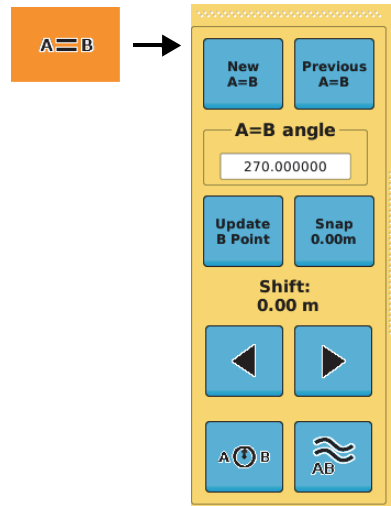 A=B
New
A=B
Previous
A=B
A=B angle
270.000000
Update
B Point
Snap
0.00m
Shift:
0.00 m
A B
AB